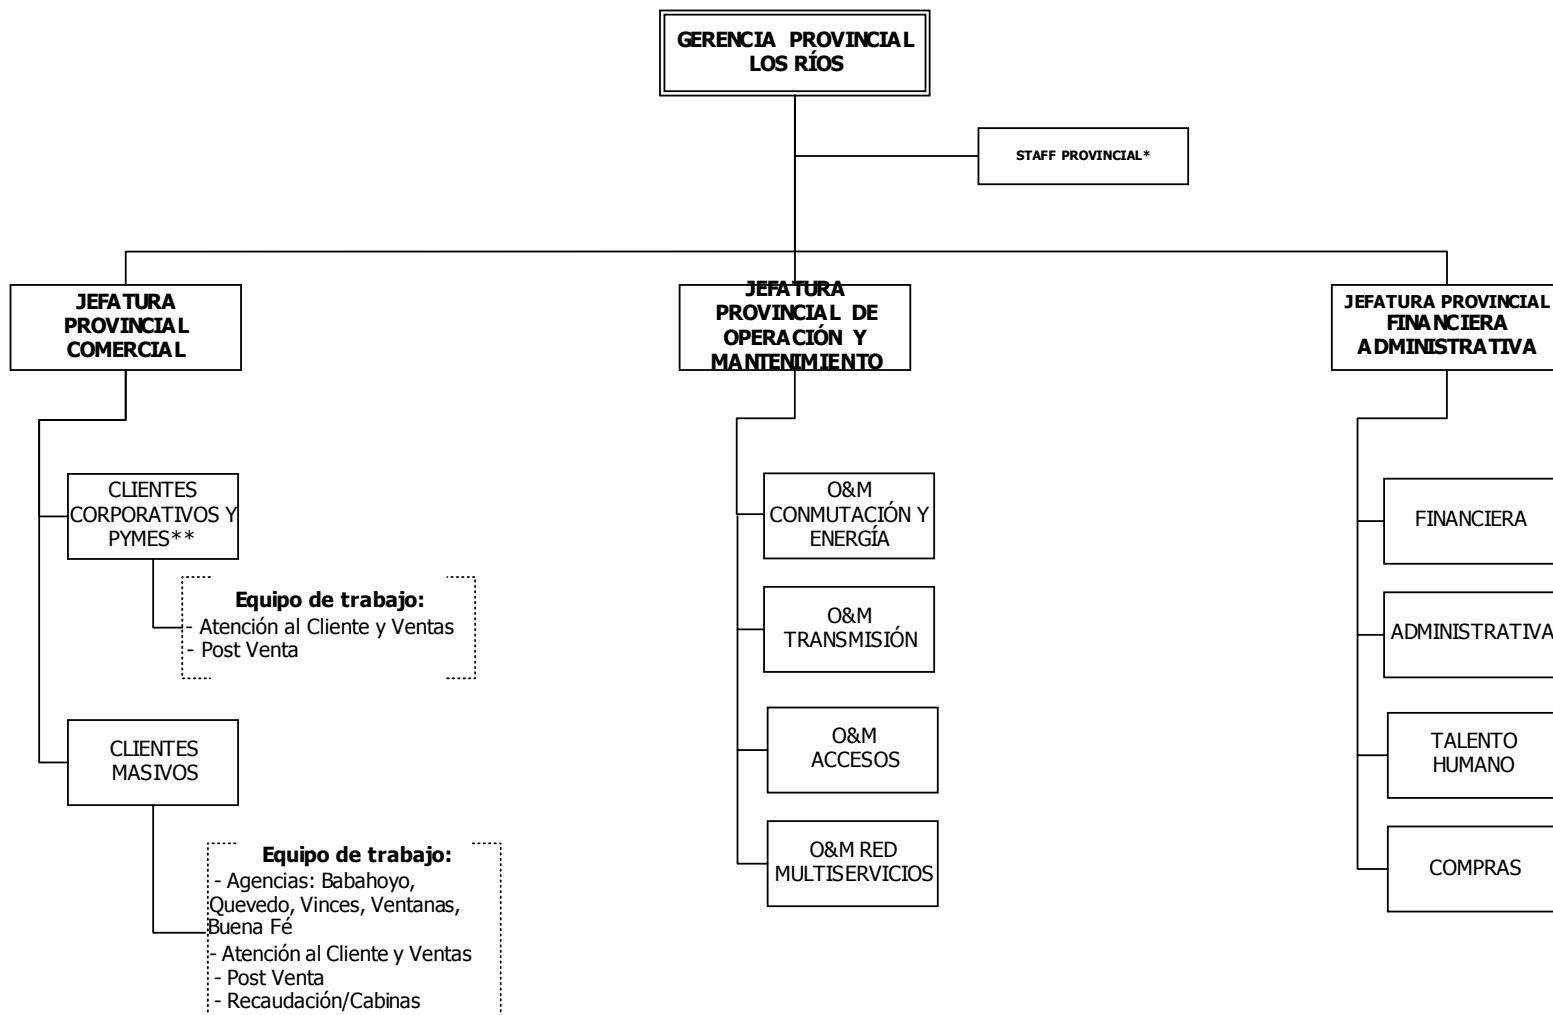 GERENCIA PROVINCIAL
LOS RÍOS
STAFF PROVINCIAL*
JEFATURA
PROVINCIAL
COMERCIAL
JEFATURA
PROVINCIAL DE
OPERACIÓN Y
MANTENIMIENTO
JEFATURA PROVINCIAL
FINANCIERA
ADMINISTRATIVA
CLIENTES
CORPORATIVOS Y
PYMES**
Equipo de trabajo:
- Atención al Cliente y Ventas
- Post Venta
CLIENTES
MASIVOS
Equipo de trabajo:
- Agencias: Babahoyo,
Quevedo, Vinces, Ventanas,
Buena Fé
- Atención al Cliente y Ventas
- Post Venta
- Recaudación/Cabinas
O&M
CONMUTACIÓN Y
ENERGÍA
O&M
TRANSMISIÓN
O&M
ACCESOS
O&M RED
MULTISERVICIOS
FINANCIERA
ADMINISTRATIVA
TALENTO
HUMANO
COMPRAS